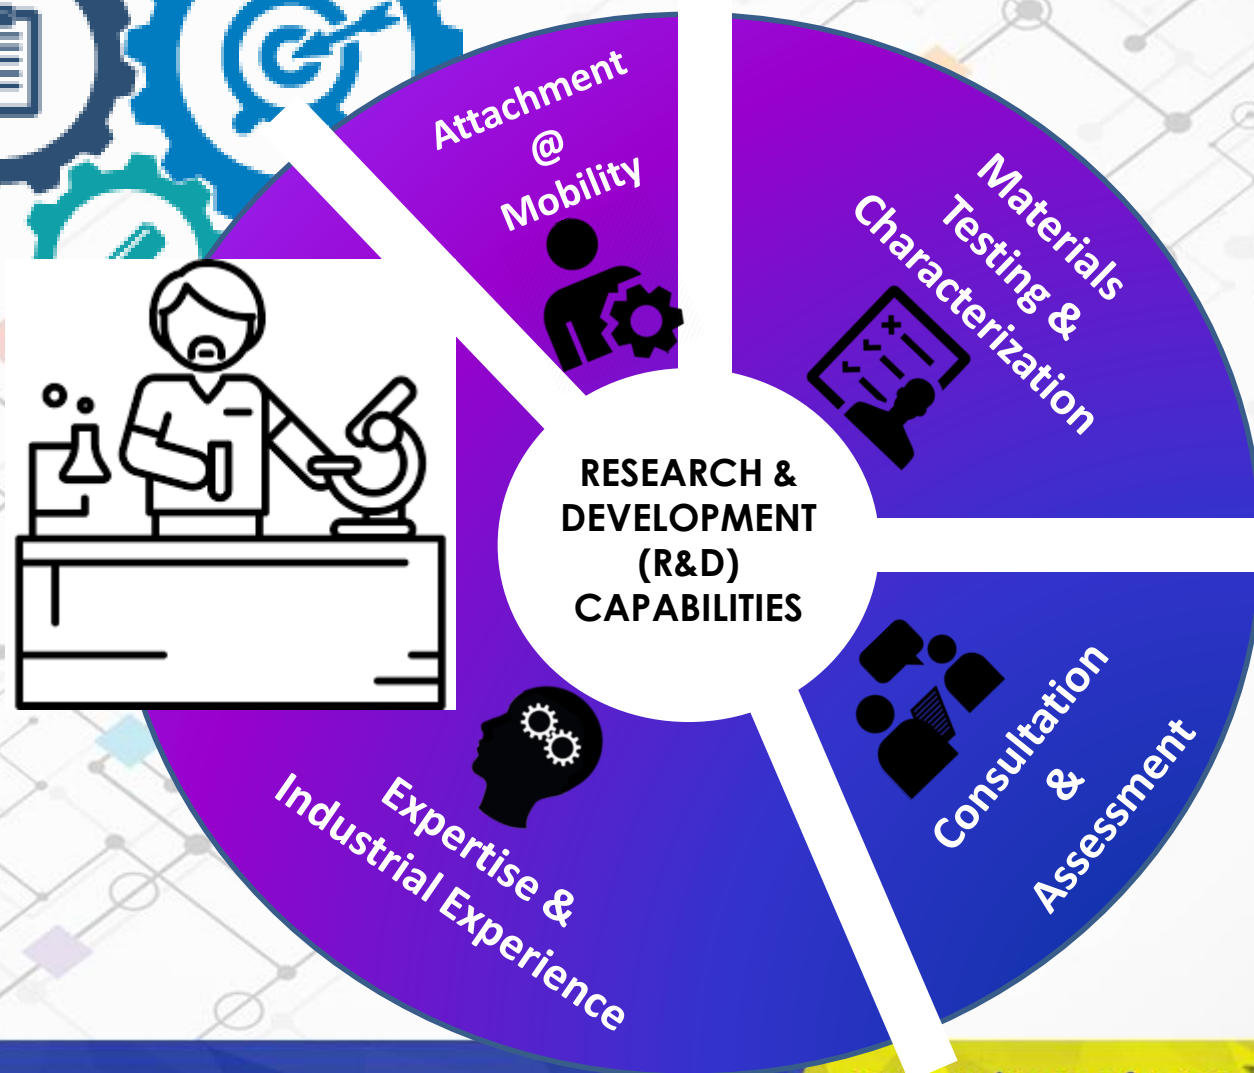 Attachment
@
Mobility
Materials
Testing &
Characterization
RESEARCH &
DEVELOPMENT
(R&D)
CAPABILITIES
Consultation
&
Assessment
Expertise &
Industrial Experience